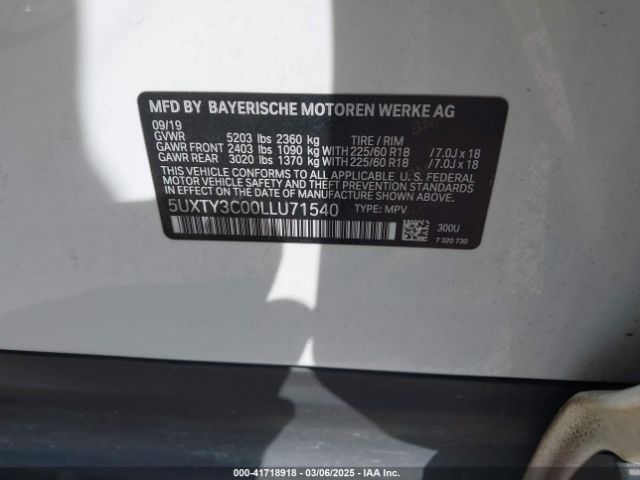 MFD BY BAYERISCHE MOTOREN WERKE AG
09/19
GVWR 5203 lbs 2360 kg TIRE / RIM
GAWR FRONT 2403 lbs 1090 kg WITH 225/60 R18 / 7.0J x 18
GAWR REAR 3020 lbs 1370 kg WITH 225/60 R18 / 7.0J x 18
THIS VEHICLE CONFORMS TO ALL APPLICABLE U. S. FEDERAL
MOTOR VEHICLE SAFETY AND THEFT PREVENTION STANDARDS
IN EFFECT ON THE DATE OF MANUFACTURE SHOWN ABOVE.
5UXTY3C00LLU71540 TYPE: MPV
300U
7 320 730
000-41718918 - 03/06/2025 - IAA Inc.